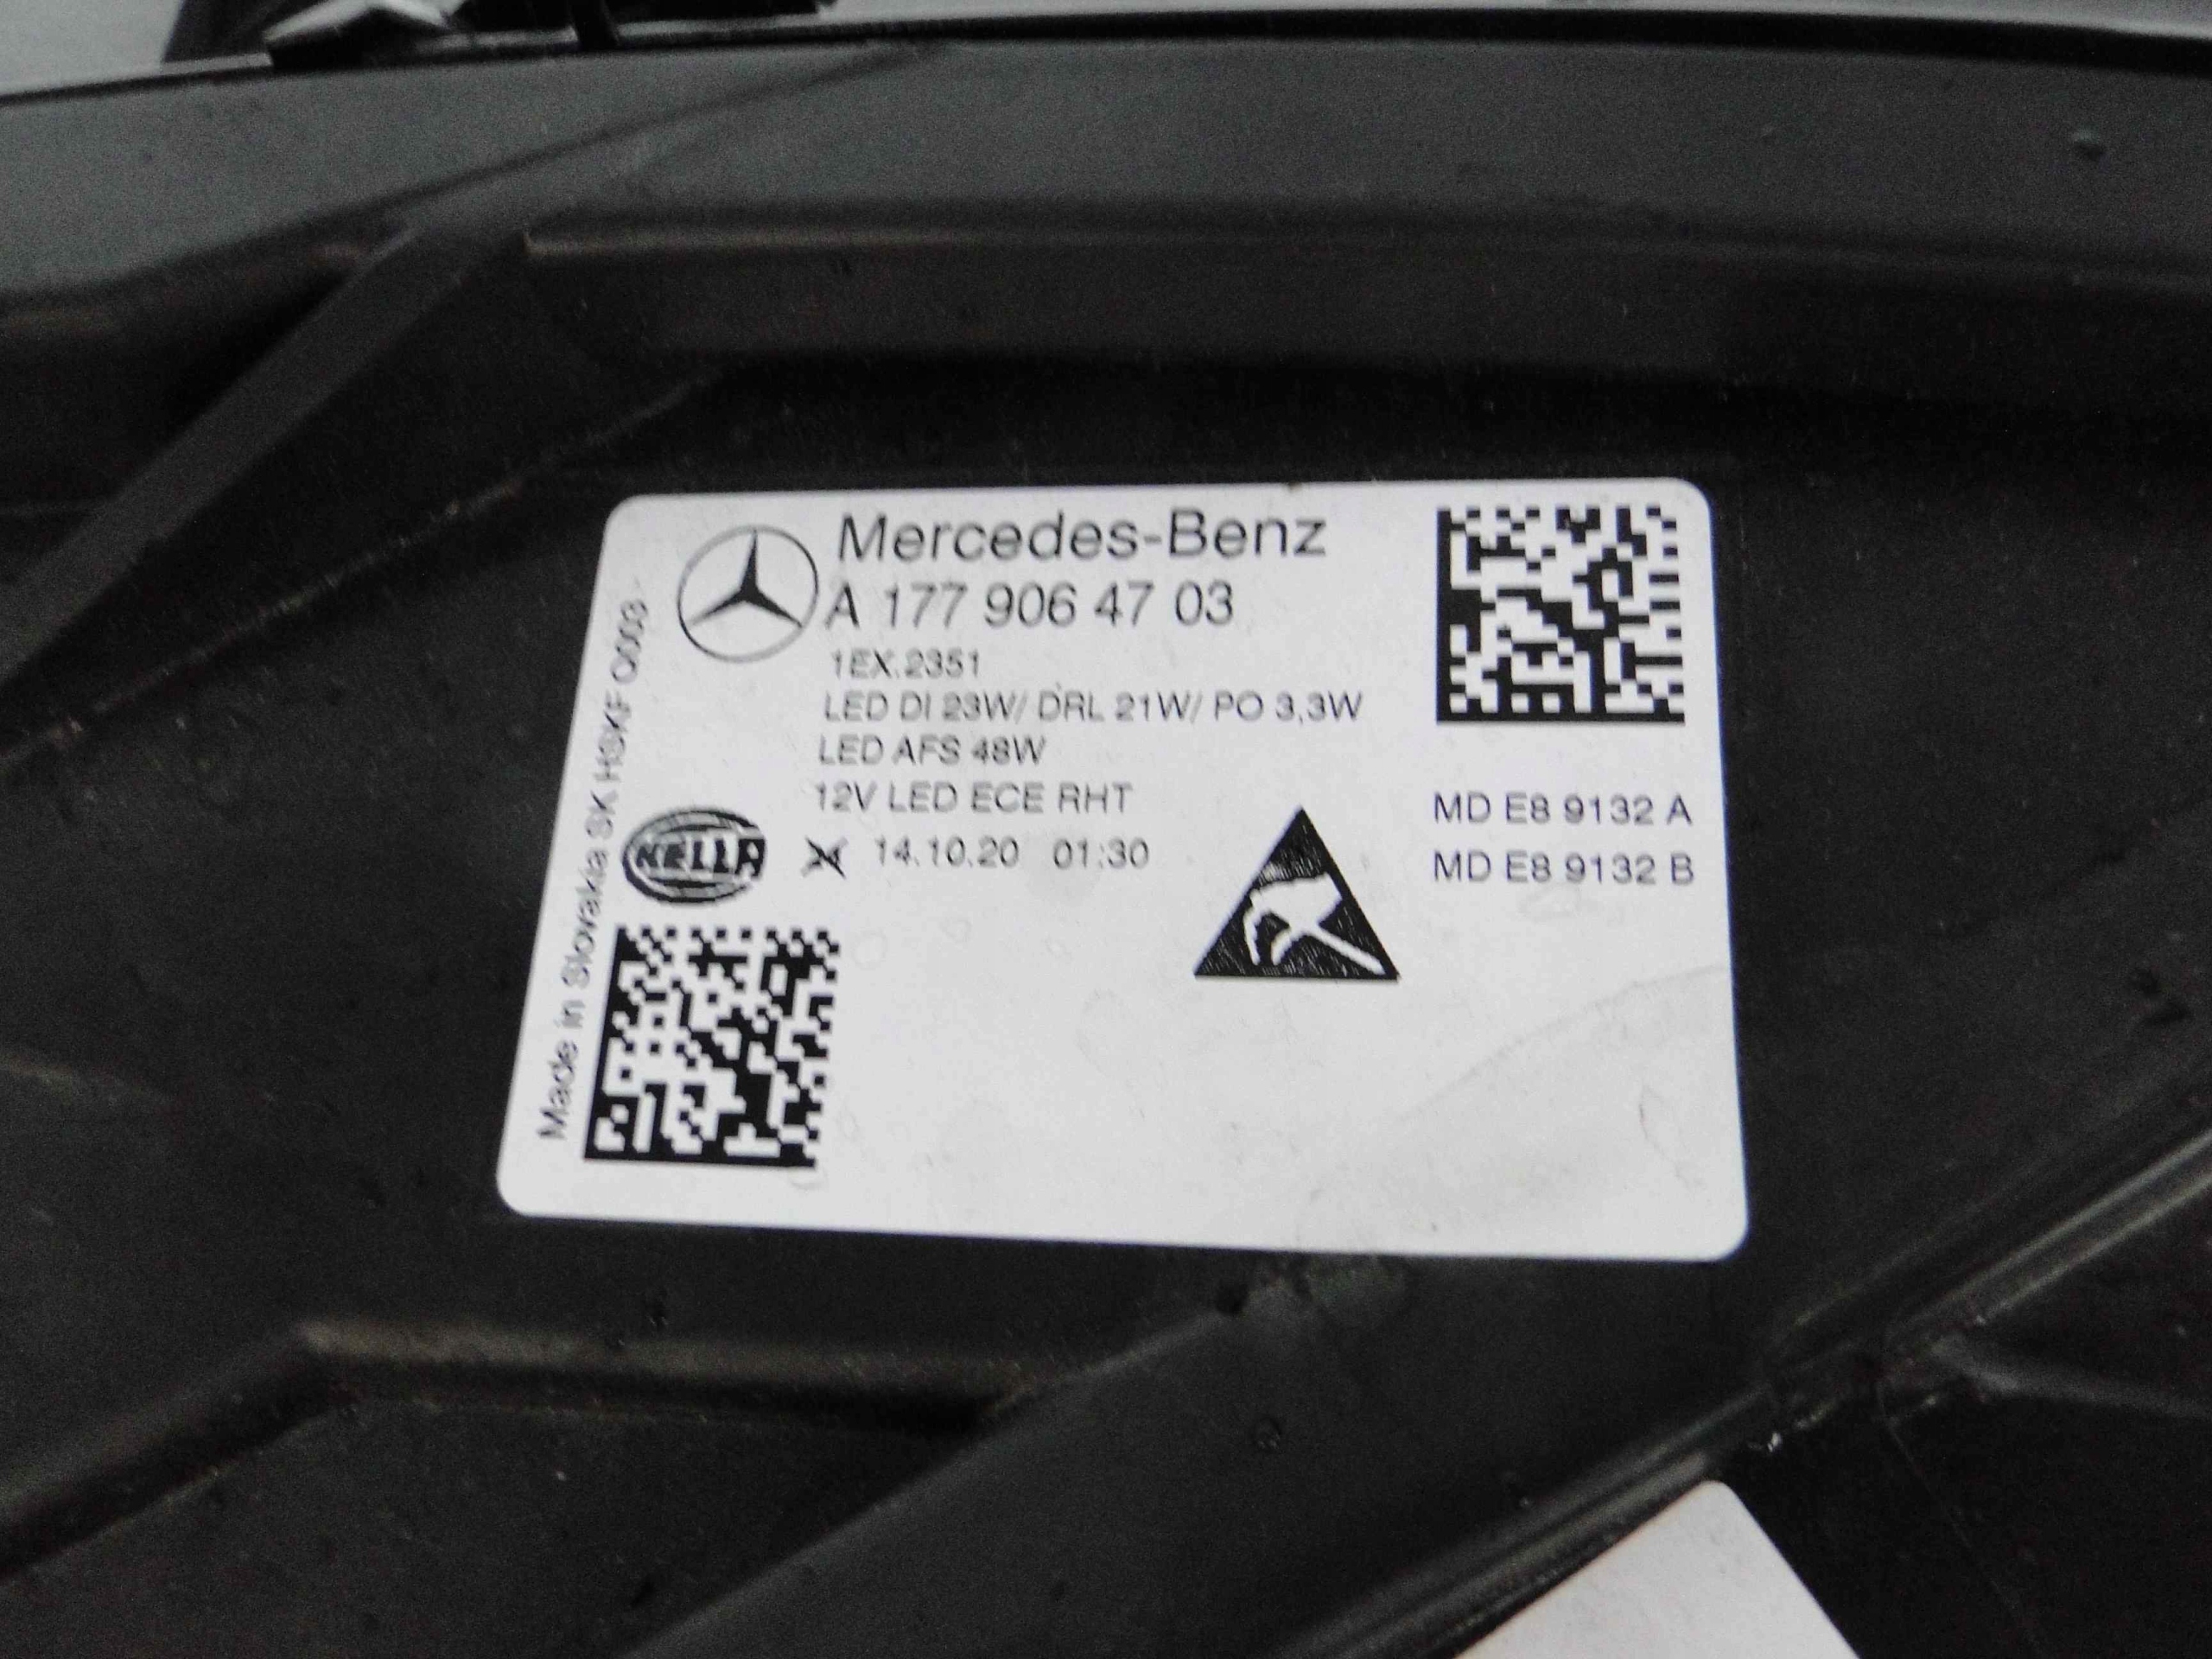 Mercedes-Benz
A 177 906 47 03
1EX.2351
LED DI 23W/ DRL 21W/ PO 3,3W
LED AFS 48W
12V LED ECE RHT
HELLA
14.10.20 01:30
MD E8 9132 A
MD E8 9132 B
Made in Slovakia SK HSKF Q003